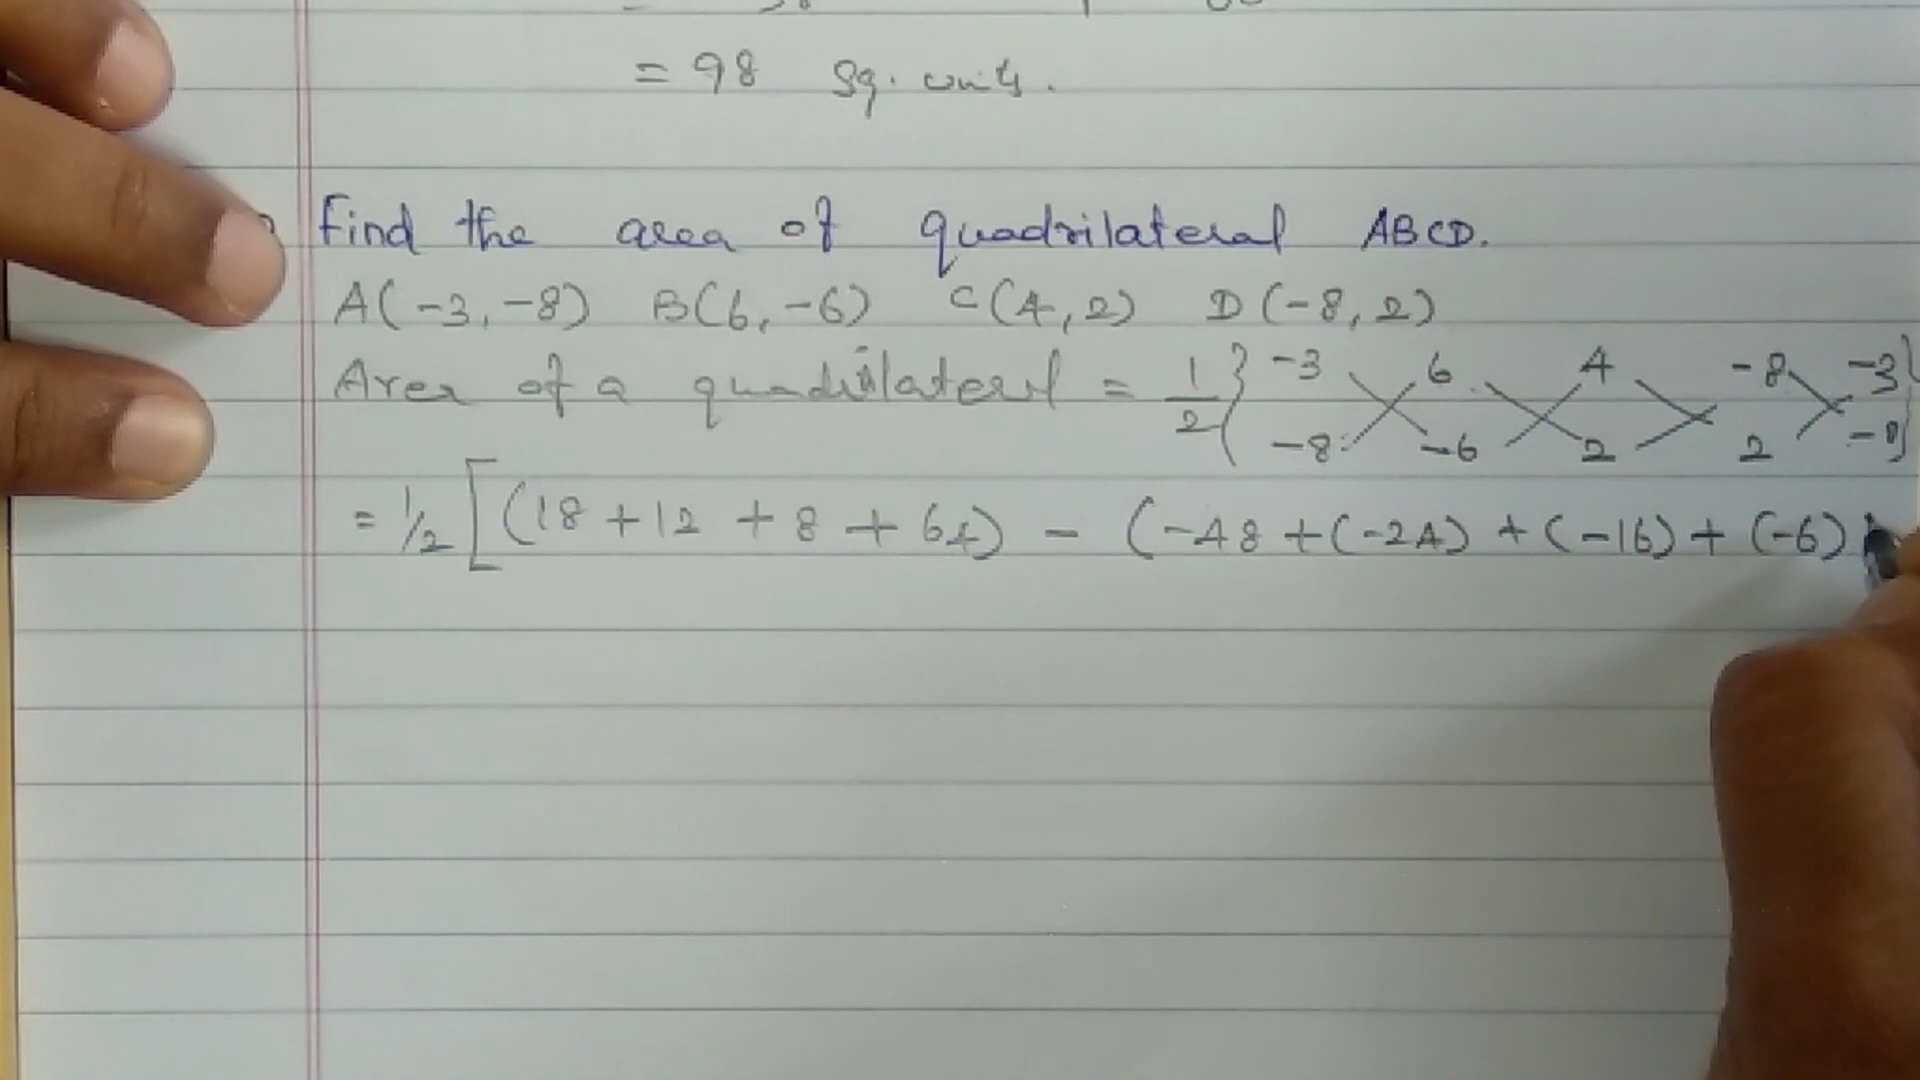 = 98 Sq. units.
Find the area of quadrilateral ABCD.
A(-3, -8) B(6, -6) C(4, 2) D(-8, 2)
Area of a quadrilateral = 1/2 { -3 6 4 -8 -3 }
-8 -6 2 2 -8
= 1/2 [ (18 + 12 + 8 + 64) - (-48 + (-24) + (-16) + (-6)